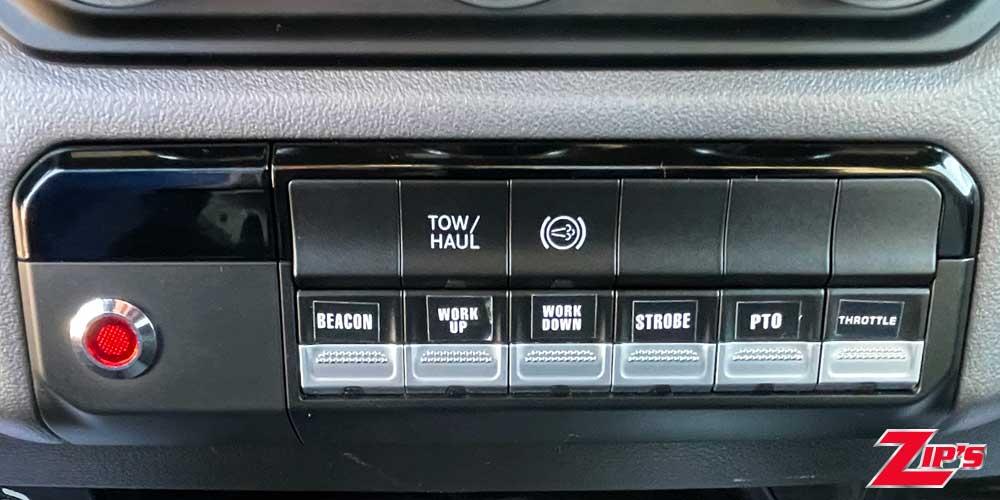 TOW/
HAUL
BEACON
WORK
UP
WORK
DOWN
STROBE
PTO
THROTTLE
ZIP'S